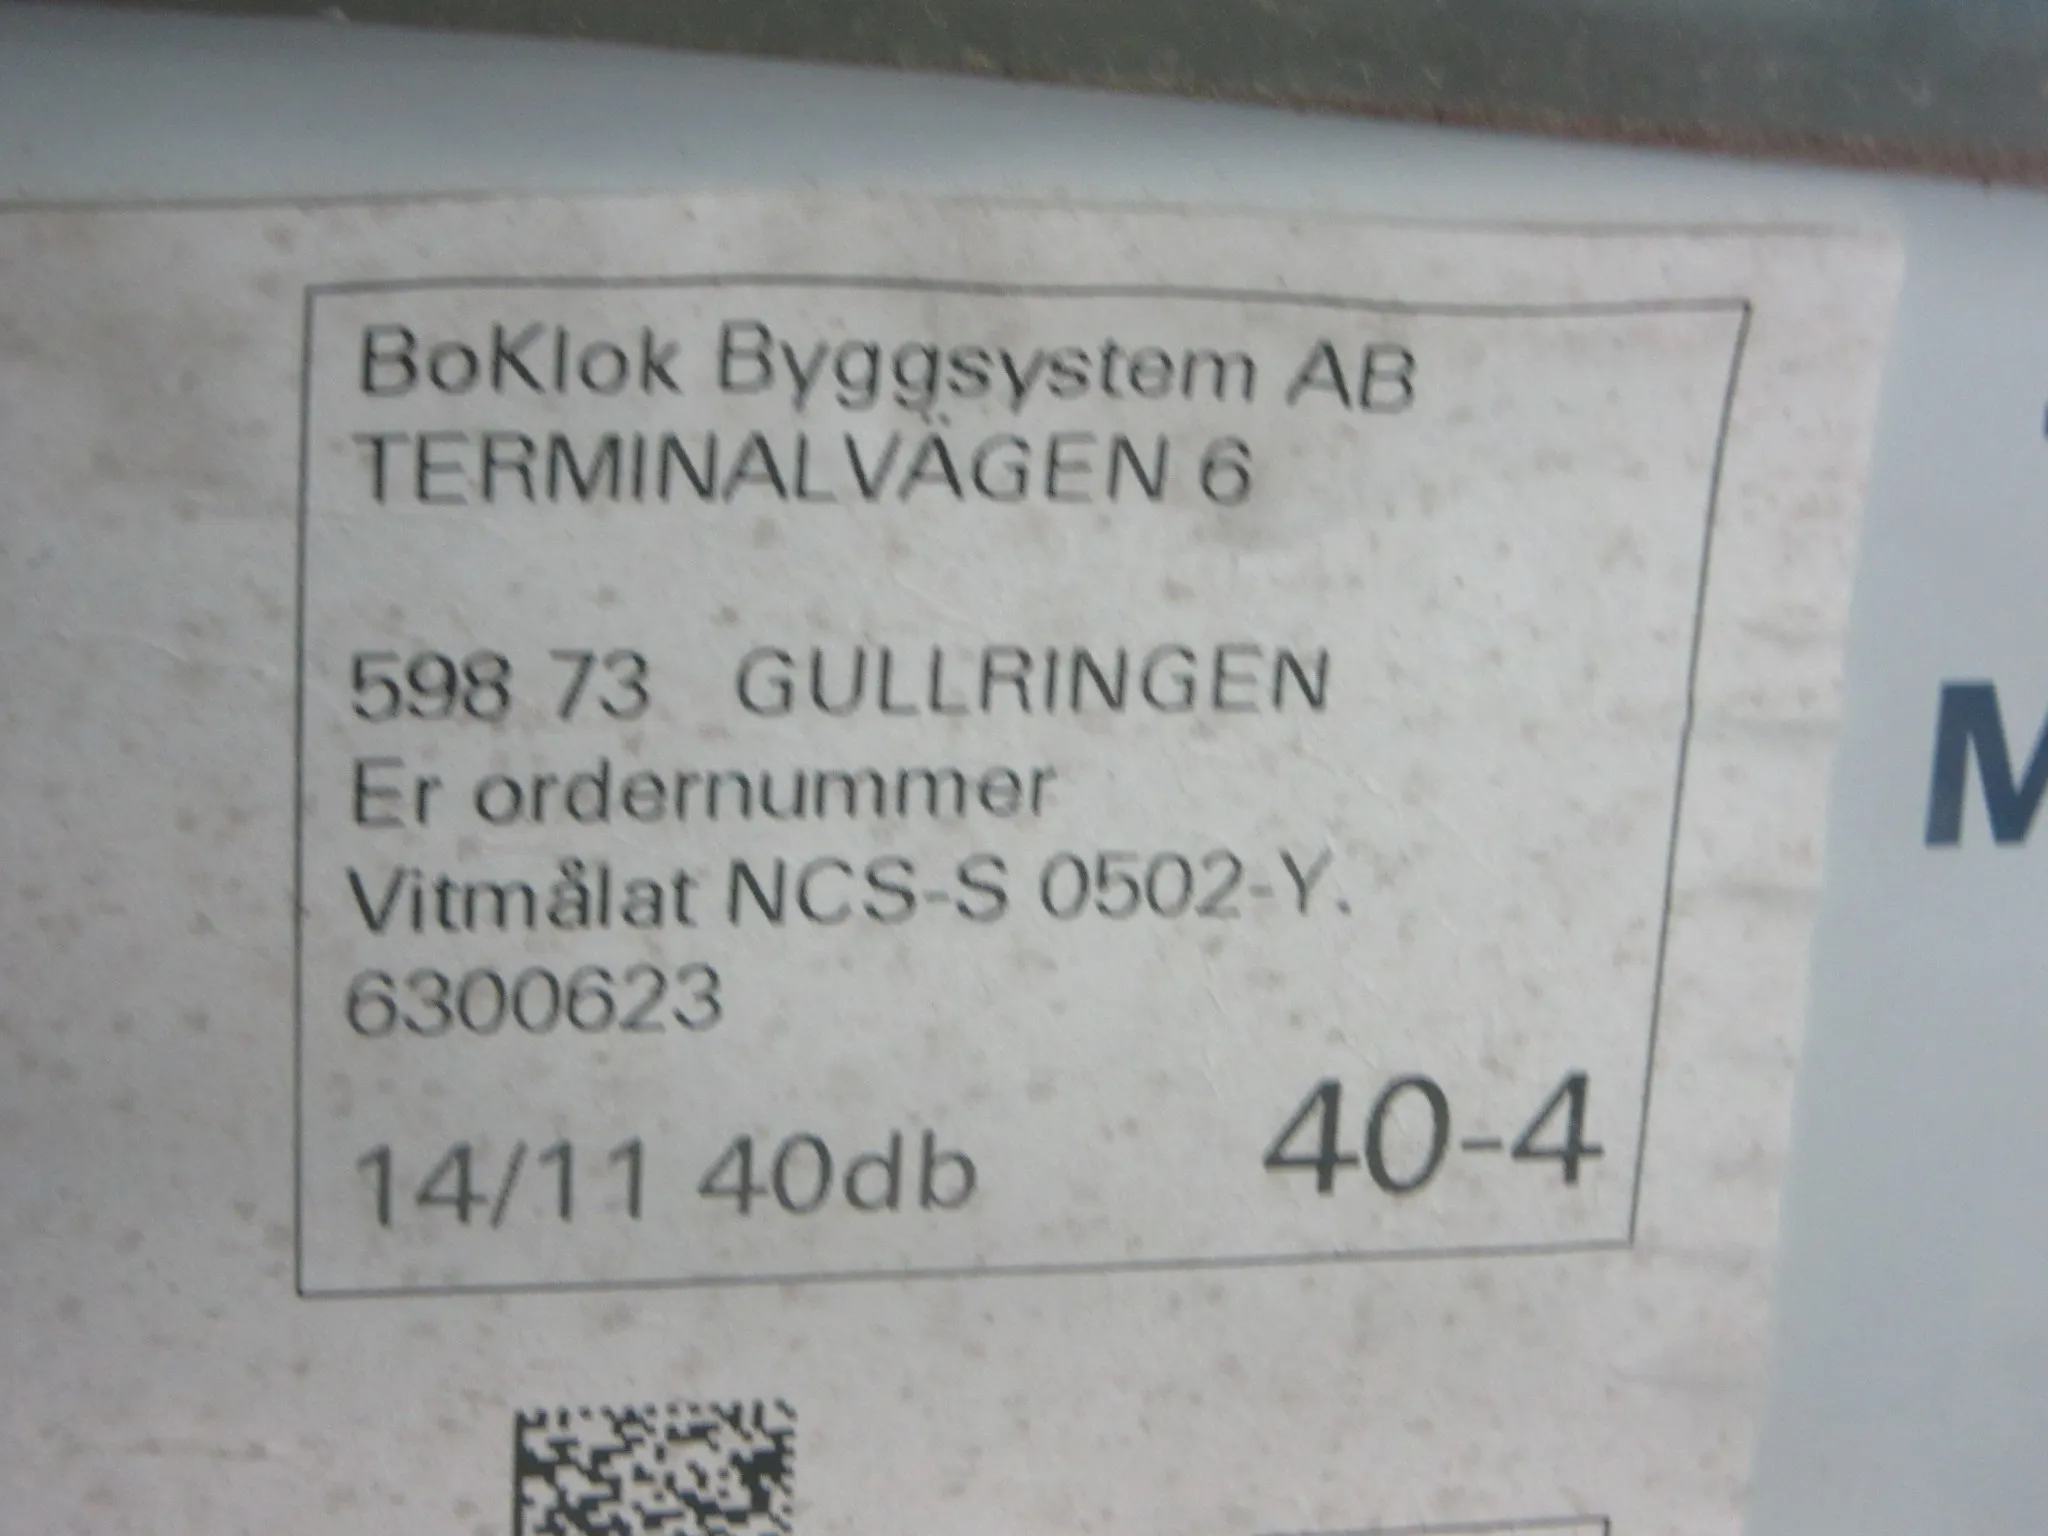 BoKlok Byggsystem AB
TERMINALVÄGEN 6
598 73 GULLRINGEN
Er ordernummer
Vitmålat NCS-S 0502-Y.
6300623
14/11 40db 40-4
M